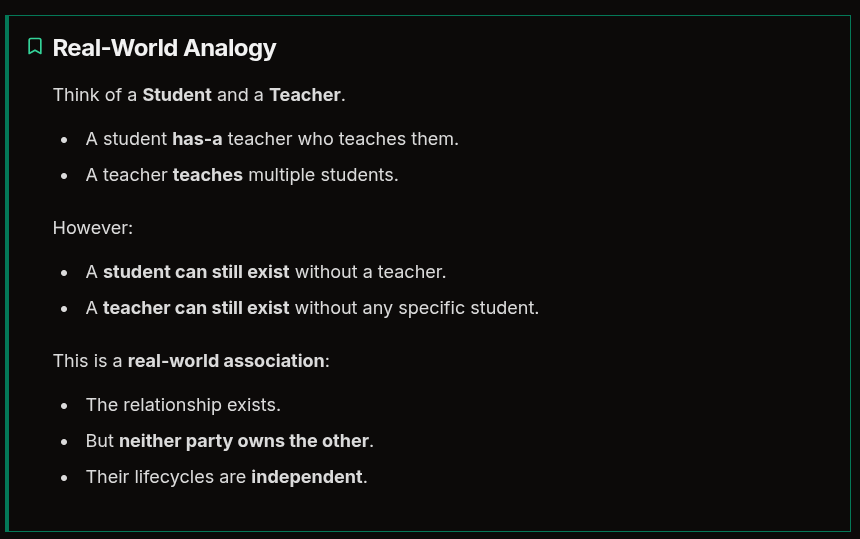 Real-World Analogy
Think of a Student and a Teacher.
• A student has-a teacher who teaches them.
• A teacher teaches multiple students.
However:
• A student can still exist without a teacher.
• A teacher can still exist without any specific student.
This is a real-world association:
• The relationship exists.
• But neither party owns the other.
• Their lifecycles are independent.